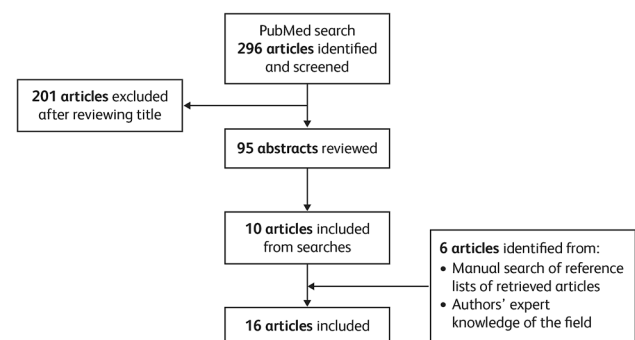 PubMed search
296 articles identified
and screened
201 articles excluded
after reviewing title
95 abstracts reviewed
10 articles included
from searches
6 articles identified from:
• Manual search of reference
lists of retrieved articles
• Authors’ expert
knowledge of the field
16 articles included